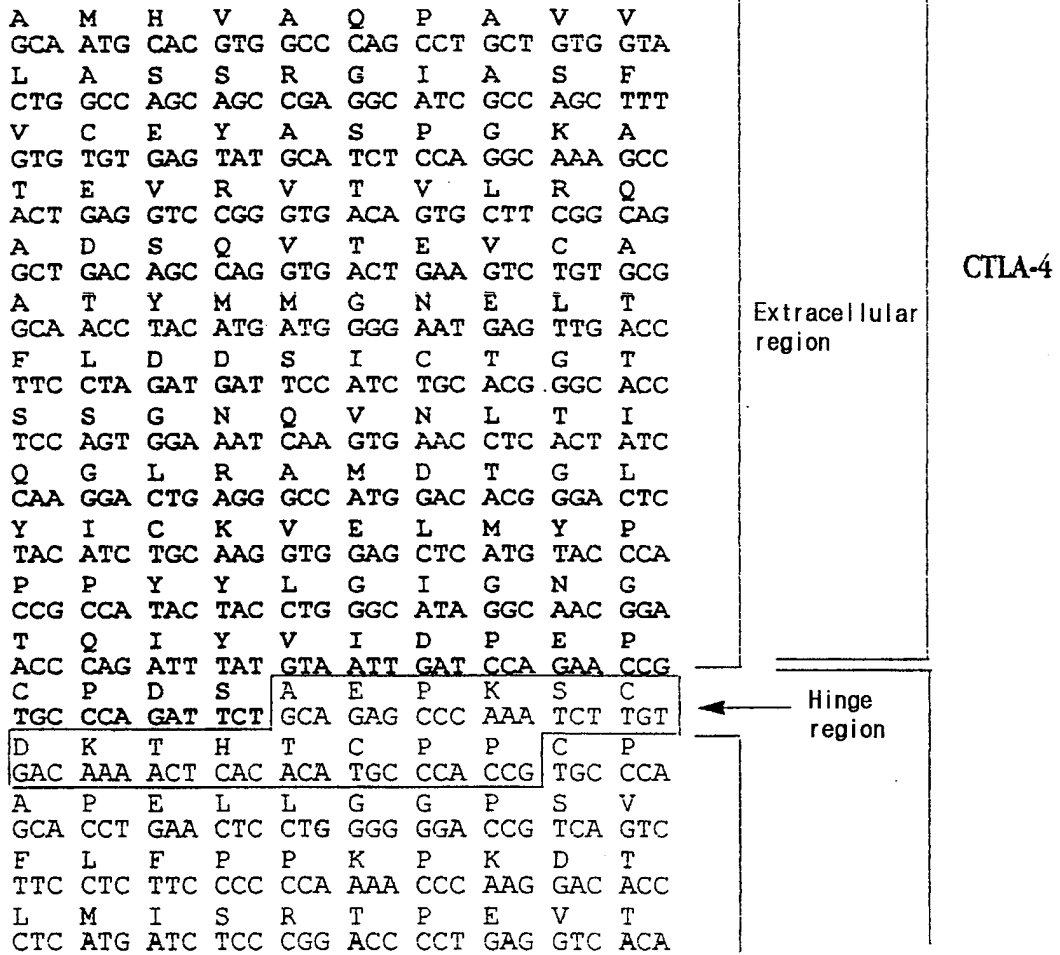 A M H V A Q P A V V
GCA ATG CAC GTG GCC CAG CCT GCT GTG GTA
L A S S R G I A S F
CTG GCC AGC AGC CGA GGC ATC GCC AGC TTT
V C E Y A S P G K A
GTG TGT GAG TAT GCA TCT CCA GGC AAA GCC
T E V R V T V L R Q
ACT GAG GTC CGG GTG ACA GTG CTT CGG CAG
A D S Q V T E V C A
GCT GAC AGC CAG GTG ACT GAA GTC TGT GCG
A T Y M M G N E L T
GCA ACC TAC ATG ATG GGG AAT GAG TTG ACC
F L D D S I C T G T
TTC CTA GAT GAT TCC ATC TGC ACG GGC ACC
S S G N Q V N L T I
TCC AGT GGA AAT CAA GTG AAC CTC ACT ATC
Q G L R A M D T G L
CAA GGA CTG AGG GCC ATG GAC ACG GGA CTC
Y I C K V E L M Y P
TAC ATC TGC AAG GTG GAG CTC ATG TAC CCA
P P Y Y L G I G N G
CCG CCA TAC TAC CTG GGC ATA GGC AAC GGA
T Q I Y V I D P E P
ACC CAG ATT TAT GTA ATT GAT CCA GAA CCG
C P D S A E P K S C
TGC CCA GAT TCT GCA GAG CCC AAA TCT TGT
D K T H T C P P C P
GAC AAA ACT CAC ACA TGC CCA CCG TGC CCA
A P E L L G G P S V
GCA CCT GAA CTC CTG GGG GGA CCG TCA GTC
F L F P P K P K D T
TTC CTC TTC CCC CCA AAA CCC AAG GAC ACC
L M I S R T P E V T
CTC ATG ATC TCC CGG ACC CCT GAG GTC ACA
Extracellular
region
CTLA-4
Hinge
region